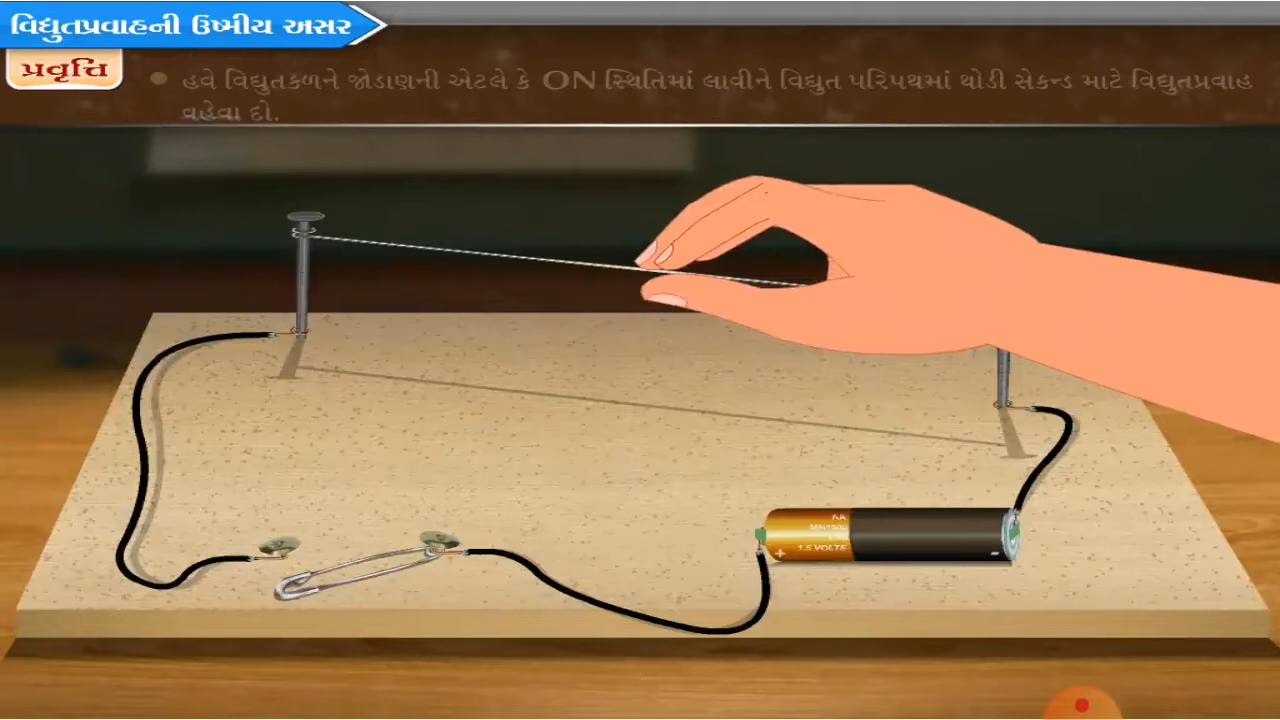 વિદ્યુતપ્રવાહની ઉષ્મીય અસર
પ્રવૃત્તિ
હવે વિદ્યુતકળને જોડાણની એટલે કે ON સ્થિતિમાં લાવીને વિદ્યુત પરિપથમાં થોડી સેકન્ડ માટે વિદ્યુતપ્રવાહ
વહેવા દો.
AA
1.5 VOLTS
+ -